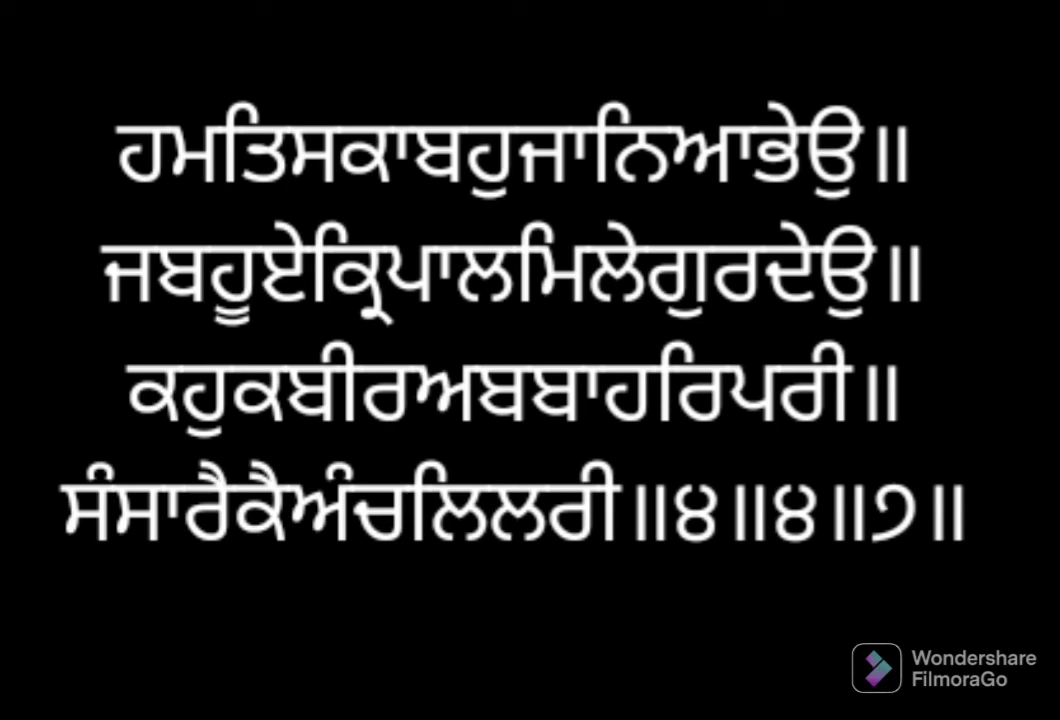 ਹਮਤਿਸਕਾਬਹੁਜਾਨਿਆਭੇਉ॥
ਜਬਹੂਏਕ੍ਰਿਪਾਲਮਿਲੇਗੁਰਦੇਉ॥
ਕਹੁਕਬੀਰਅਬਬਾਹਰਿਪਰੀ॥
ਸੰਸਾਰੈਕੈਅੰਚਲਿਲਰੀ॥੪॥੪॥੭॥
Wondershare
FilmoraGo